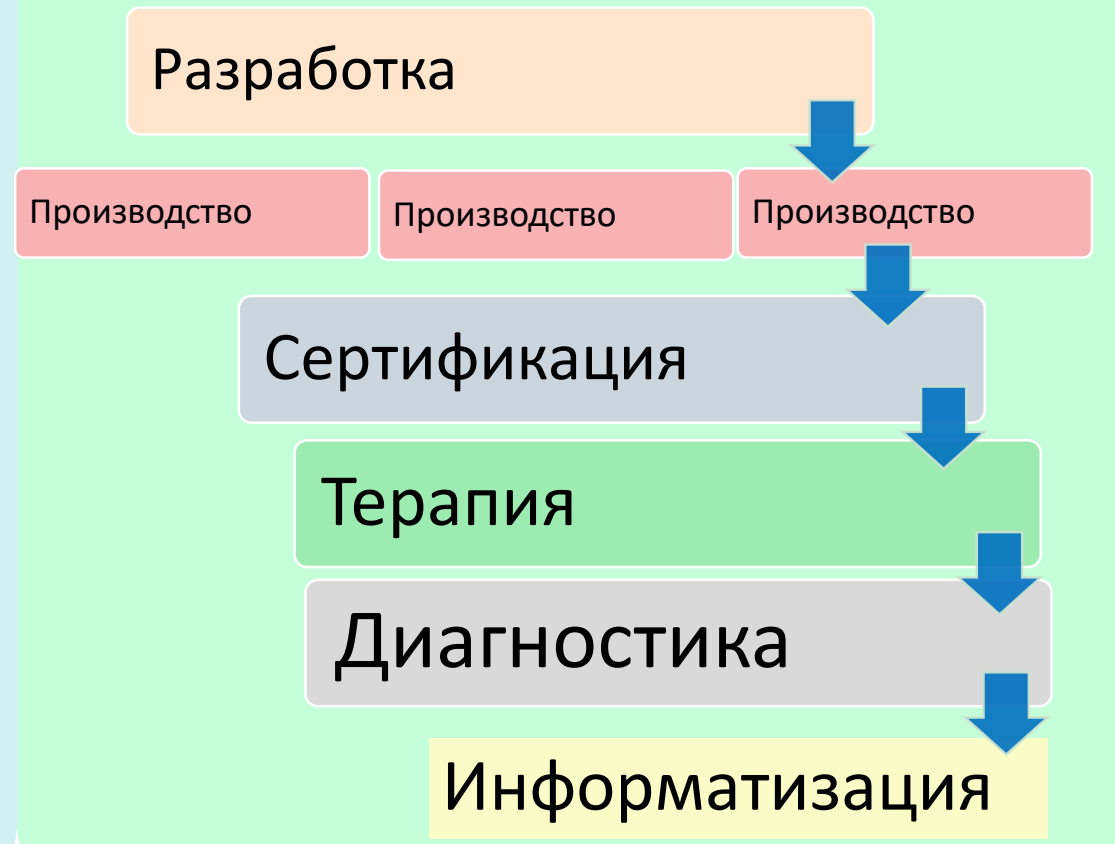 Разработка
Производство
Производство
Производство
Сертификация
Терапия
Диагностика
Информатизация